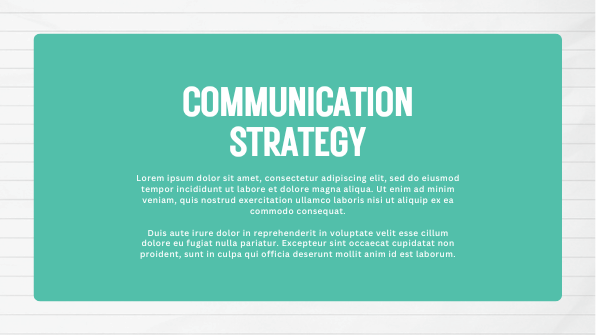 COMMUNICATION
STRATEGY
Lorem ipsum dolor sit amet, consectetur adipiscing elit, sed do eiusmod
tempor incididunt ut labore et dolore magna aliqua. Ut enim ad minim
veniam, quis nostrud exercitation ullamco laboris nisi ut aliquip ex ea
commodo consequat.
Duis aute irure dolor in reprehenderit in voluptate velit esse cillum
dolore eu fugiat nulla pariatur. Excepteur sint occaecat cupidatat non
proident, sunt in culpa qui officia deserunt mollit anim id est laborum.